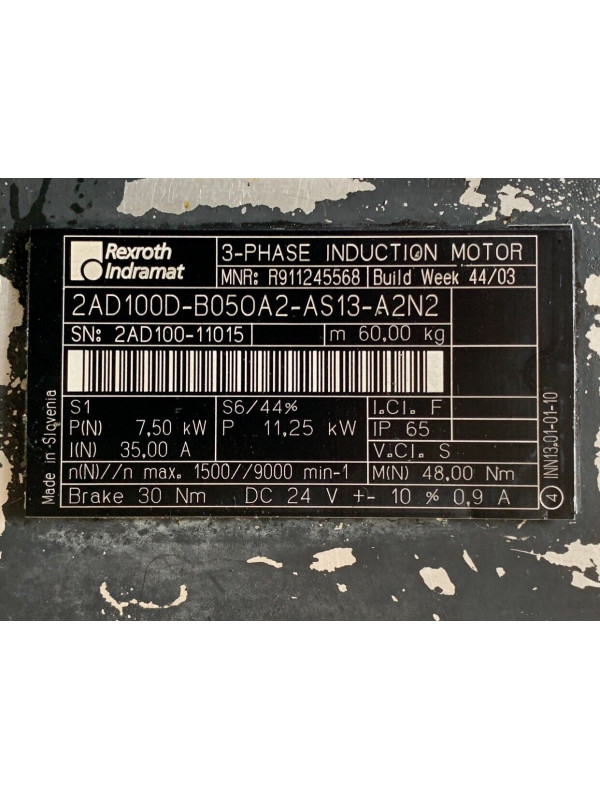 Rexroth
Indramat
3-PHASE INDUCTION MOTOR
MNR: R911245568 Build Week 44/03
2AD100D-B050A2-AS13-A2N2
SN: 2AD100-11015 m 60,00 kg
S1 S6/44% I.Cl. F
P(N) 7,50 kW P 11,25 kW IP 65
I(N) 35,00 A V.Cl. S
n(N)//n max. 1500//9000 min-1 M(N) 48,00 Nm
Brake 30 Nm DC 24 V +- 10 % 0,9 A
Made in Slovenia
4 INN13.01-01-10